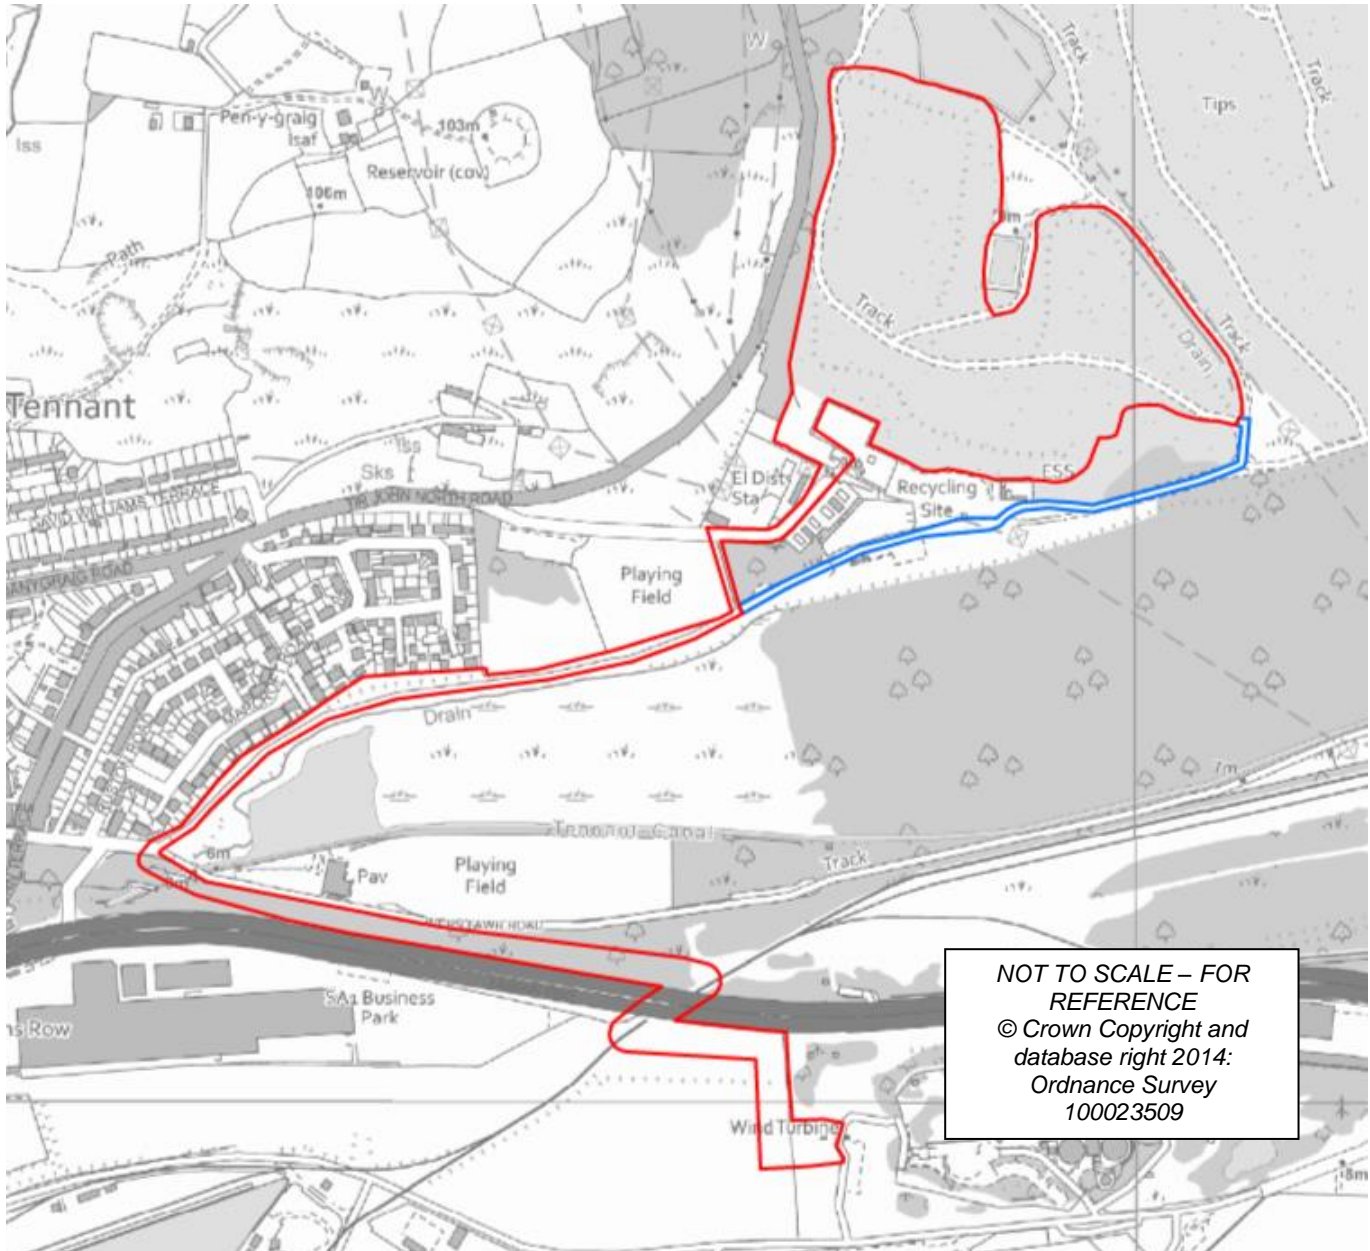 W
Track
Track
Tips
W
Pen-y-graig
Isaf
103m
Iss
Reservoir (cov)
106m
Path
Track
Track
Drain
Tennant
Iss
Sks
El Dist
Sta
ESS
Recycling
Site
DAVID WILLIAMS TERRACE
JOHN NORTH ROAD
Playing
Field
Drain
7m
Tennant Canal
6m
Track
Playing
Field
Pav
SA1 Business
Park
ns Row
Wind Turbine
8m
NOT TO SCALE – FOR
REFERENCE
© Crown Copyright and
database right 2014:
Ordnance Survey
100023509